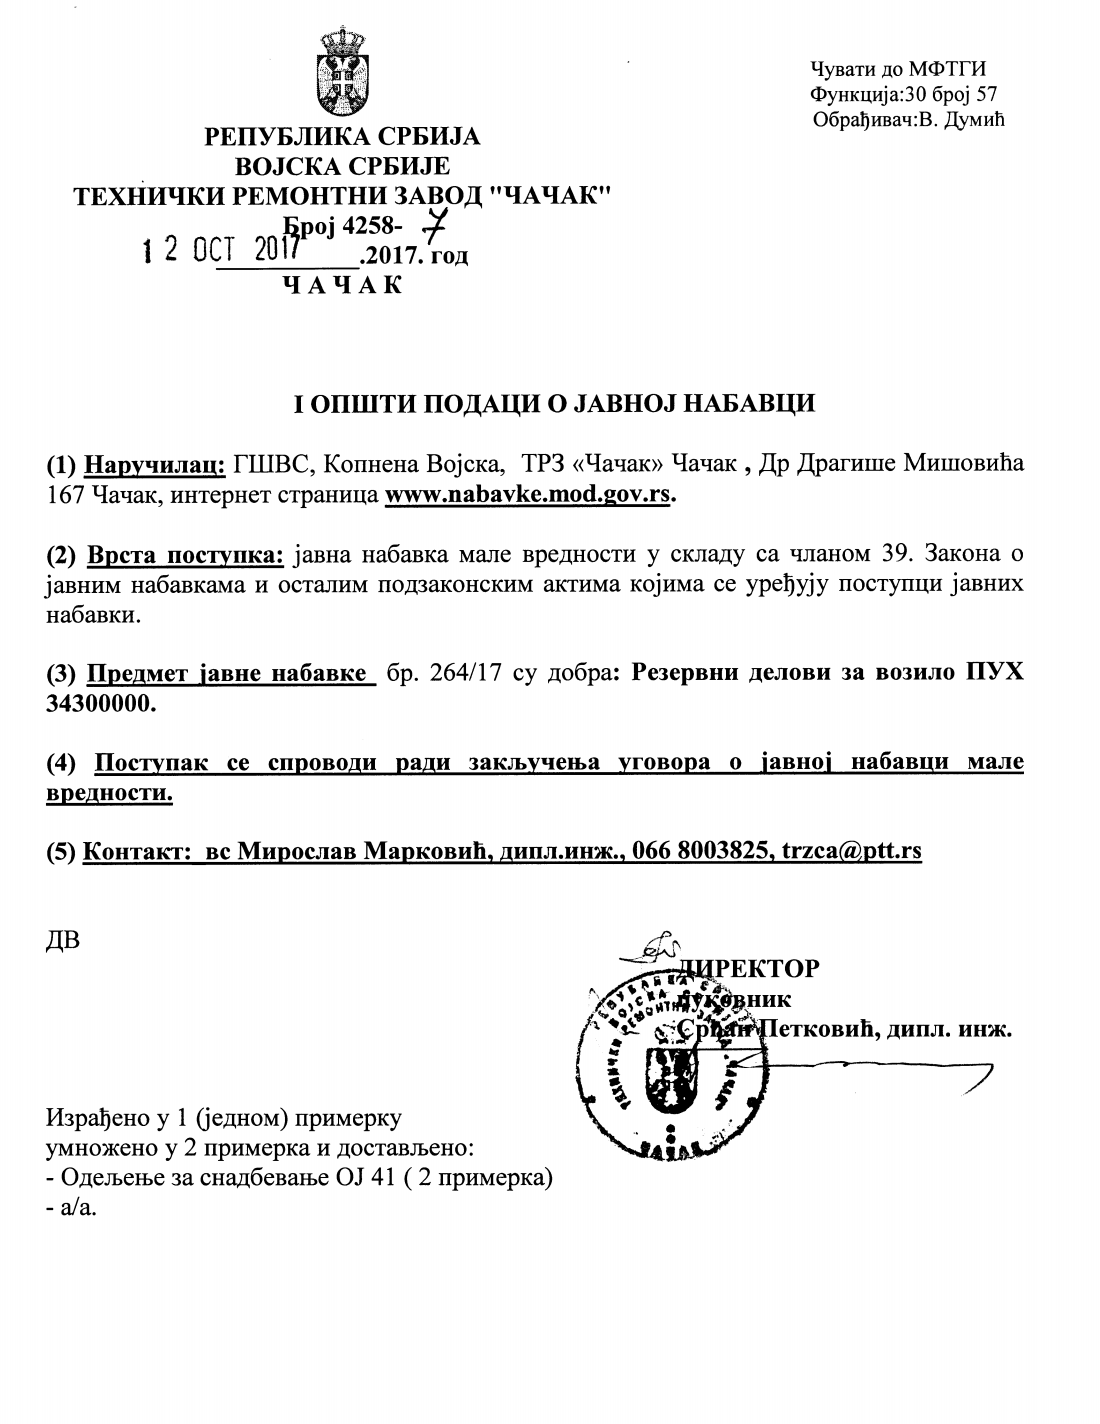 Чувати до МФТГИ
Функција:30 број 57
Обрађивач:В. Думић
РЕПУБЛИКА СРБИЈА
ВОЈСКА СРБИЈЕ
ТЕХНИЧКИ РЕМОНТНИ ЗАВОД "ЧАЧАК"
Број 4258- 7
12 OCT 2017 .2017. год
Ч А Ч А К
I ОПШТИ ПОДАЦИ О ЈАВНОЈ НАБАВЦИ
(1) Наручилац: ГШВС, Копнена Војска, ТРЗ «Чачак» Чачак , Др Драгише Мишовића
167 Чачак, интернет страница www.nabavke.mod.gov.rs.
(2) Врста поступка: јавна набавка мале вредности у складу са чланом 39. Закона о
јавним набавкама и осталим подзаконским актима којима се уређују поступци јавних
набавки.
(3) Предмет јавне набавке бр. 264/17 су добра: Резервни делови за возило ПУХ
34300000.
(4) Поступак се спроводи ради закључења уговора о јавној набавци мале
вредности.
(5) Контакт: вс Мирослав Марковић, дипл.инж., 066 8003825, trzca@ptt.rs
ДВ
ДИРЕКТОР
пуковник
Срђан Петковић, дипл. инж.
ТЕХНИЧКИ РЕМОНТНИ ЗАВОД "ЧАЧАК"
ЧАЧАК
Израђено у 1 (једном) примерку
умножено у 2 примерка и достављено:
- Одељење за снадбевање ОЈ 41 ( 2 примерка)
- а/а.